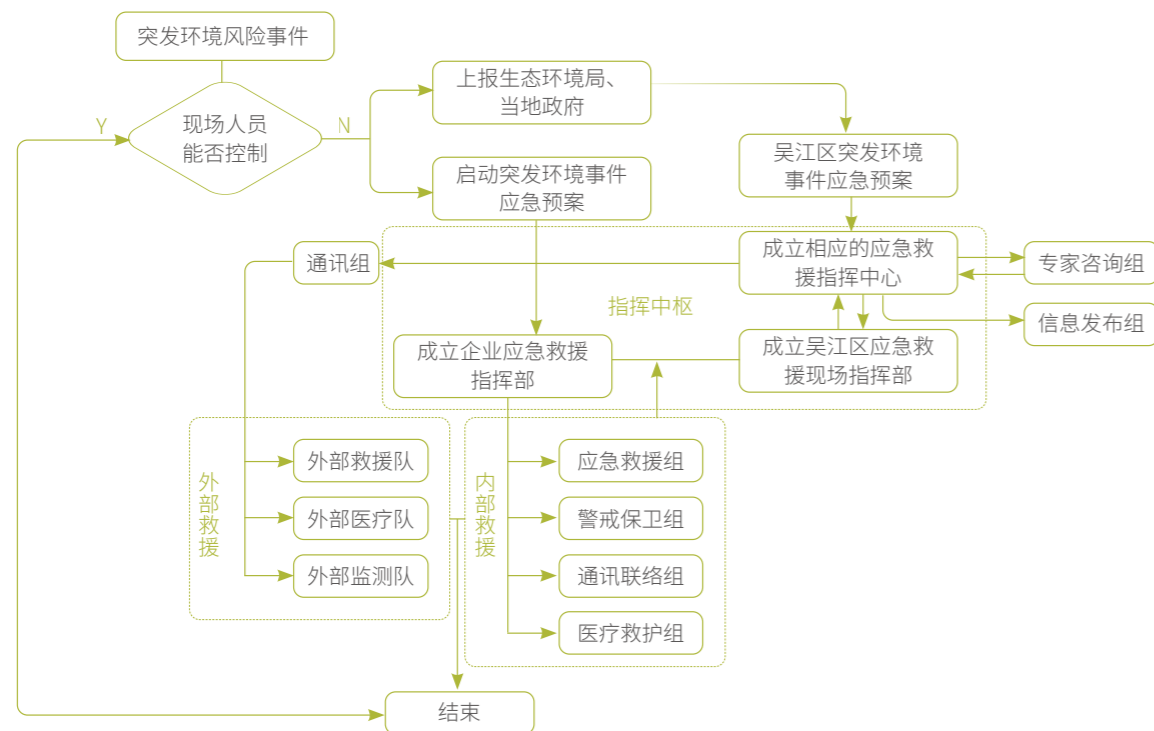 突发环境风险事件
Y
现场人员
能否控制
N
上报生态环境局、
当地政府
启动突发环境事件
应急预案
吴江区突发环境
事件应急预案
通讯组
成立相应的应急救
援指挥中心
专家咨询组
信息发布组
指挥中枢
成立企业应急救援
指挥部
成立吴江区应急救
援现场指挥部
外部救援
外部救援队
外部医疗队
外部监测队
内部救援
应急救援组
警戒保卫组
通讯联络组
医疗救护组
结束